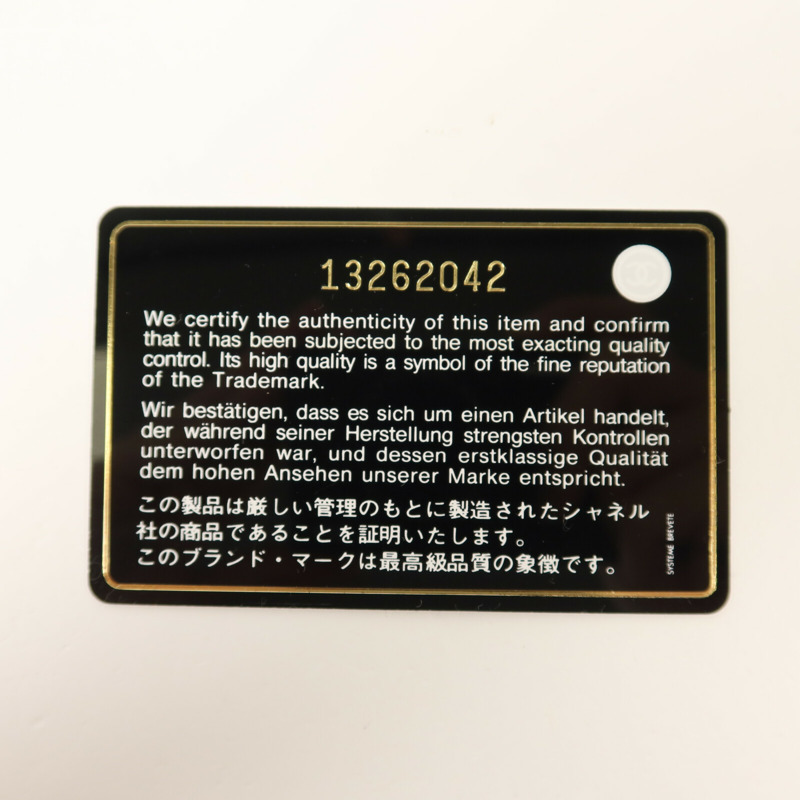 13262042
We certify the authenticity of this item and confirm
that it has been subjected to the most exacting quality
control. Its high quality is a symbol of the fine reputation
of the Trademark.
Wir bestätigen, dass es sich um einen Artikel handelt,
der während seiner Herstellung strengsten Kontrollen
unterworfen war, und dessen erstklassige Qualität
dem hohen Ansehen unserer Marke entspricht.
この製品は厳しい管理のもとに製造されたシャネル
社の商品であることを証明いたします。
このブランド・マークは最高級品質の象徴です。
SYSTEME BREVETE